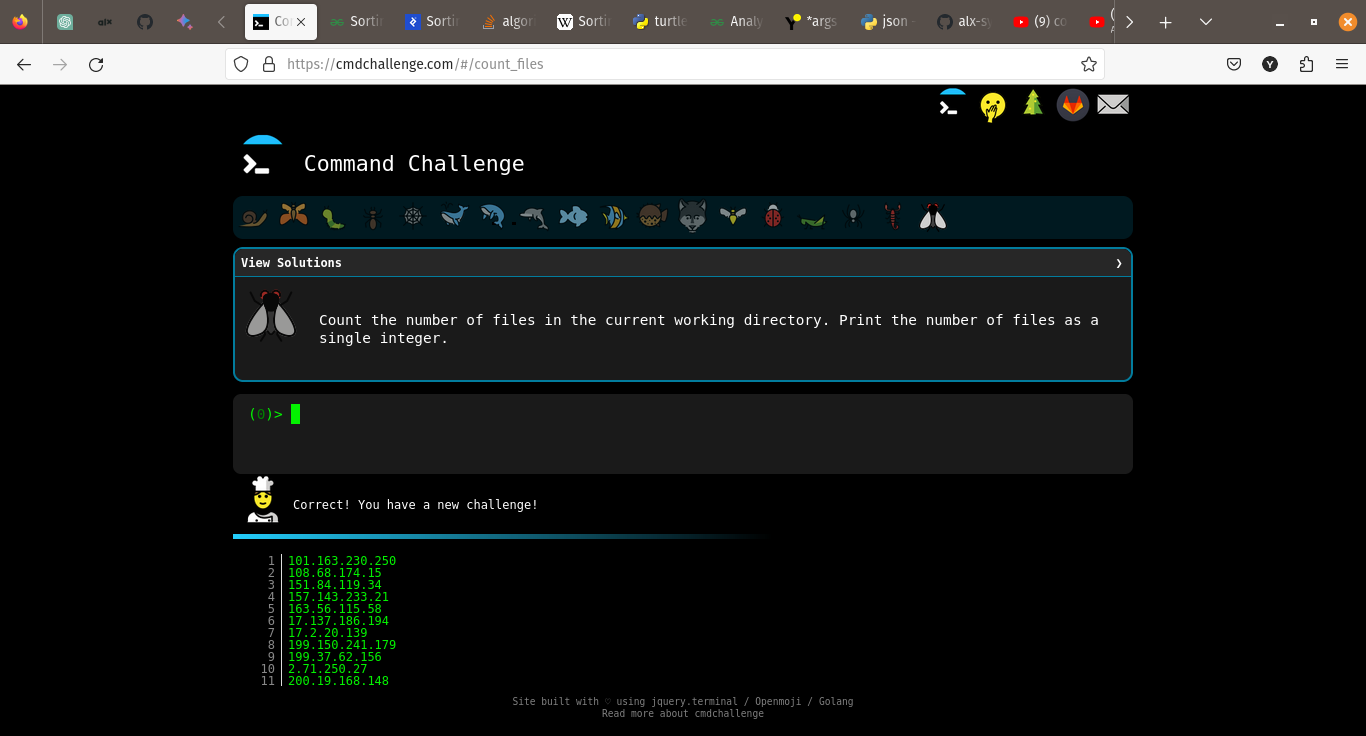 alx
Co
Sortin
Sortin
algor
W Sortin
turtle
Analy
*args
json -
alx-sy
(9) co
https://cmdchallenge.com/#/count_files
Y
Command Challenge
View Solutions
Count the number of files in the current working directory. Print the number of files as a
single integer.
(0)>
Correct! You have a new challenge!
1 101.163.230.250
2 108.68.174.15
3 151.84.119.34
4 157.143.233.21
5 163.56.115.58
6 17.137.186.194
7 17.2.20.139
8 199.150.241.179
9 199.37.62.156
10 2.71.250.27
11 200.19.168.148
Site built with ♡ using jquery.terminal / Openmoji / Golang
Read more about cmdchallenge